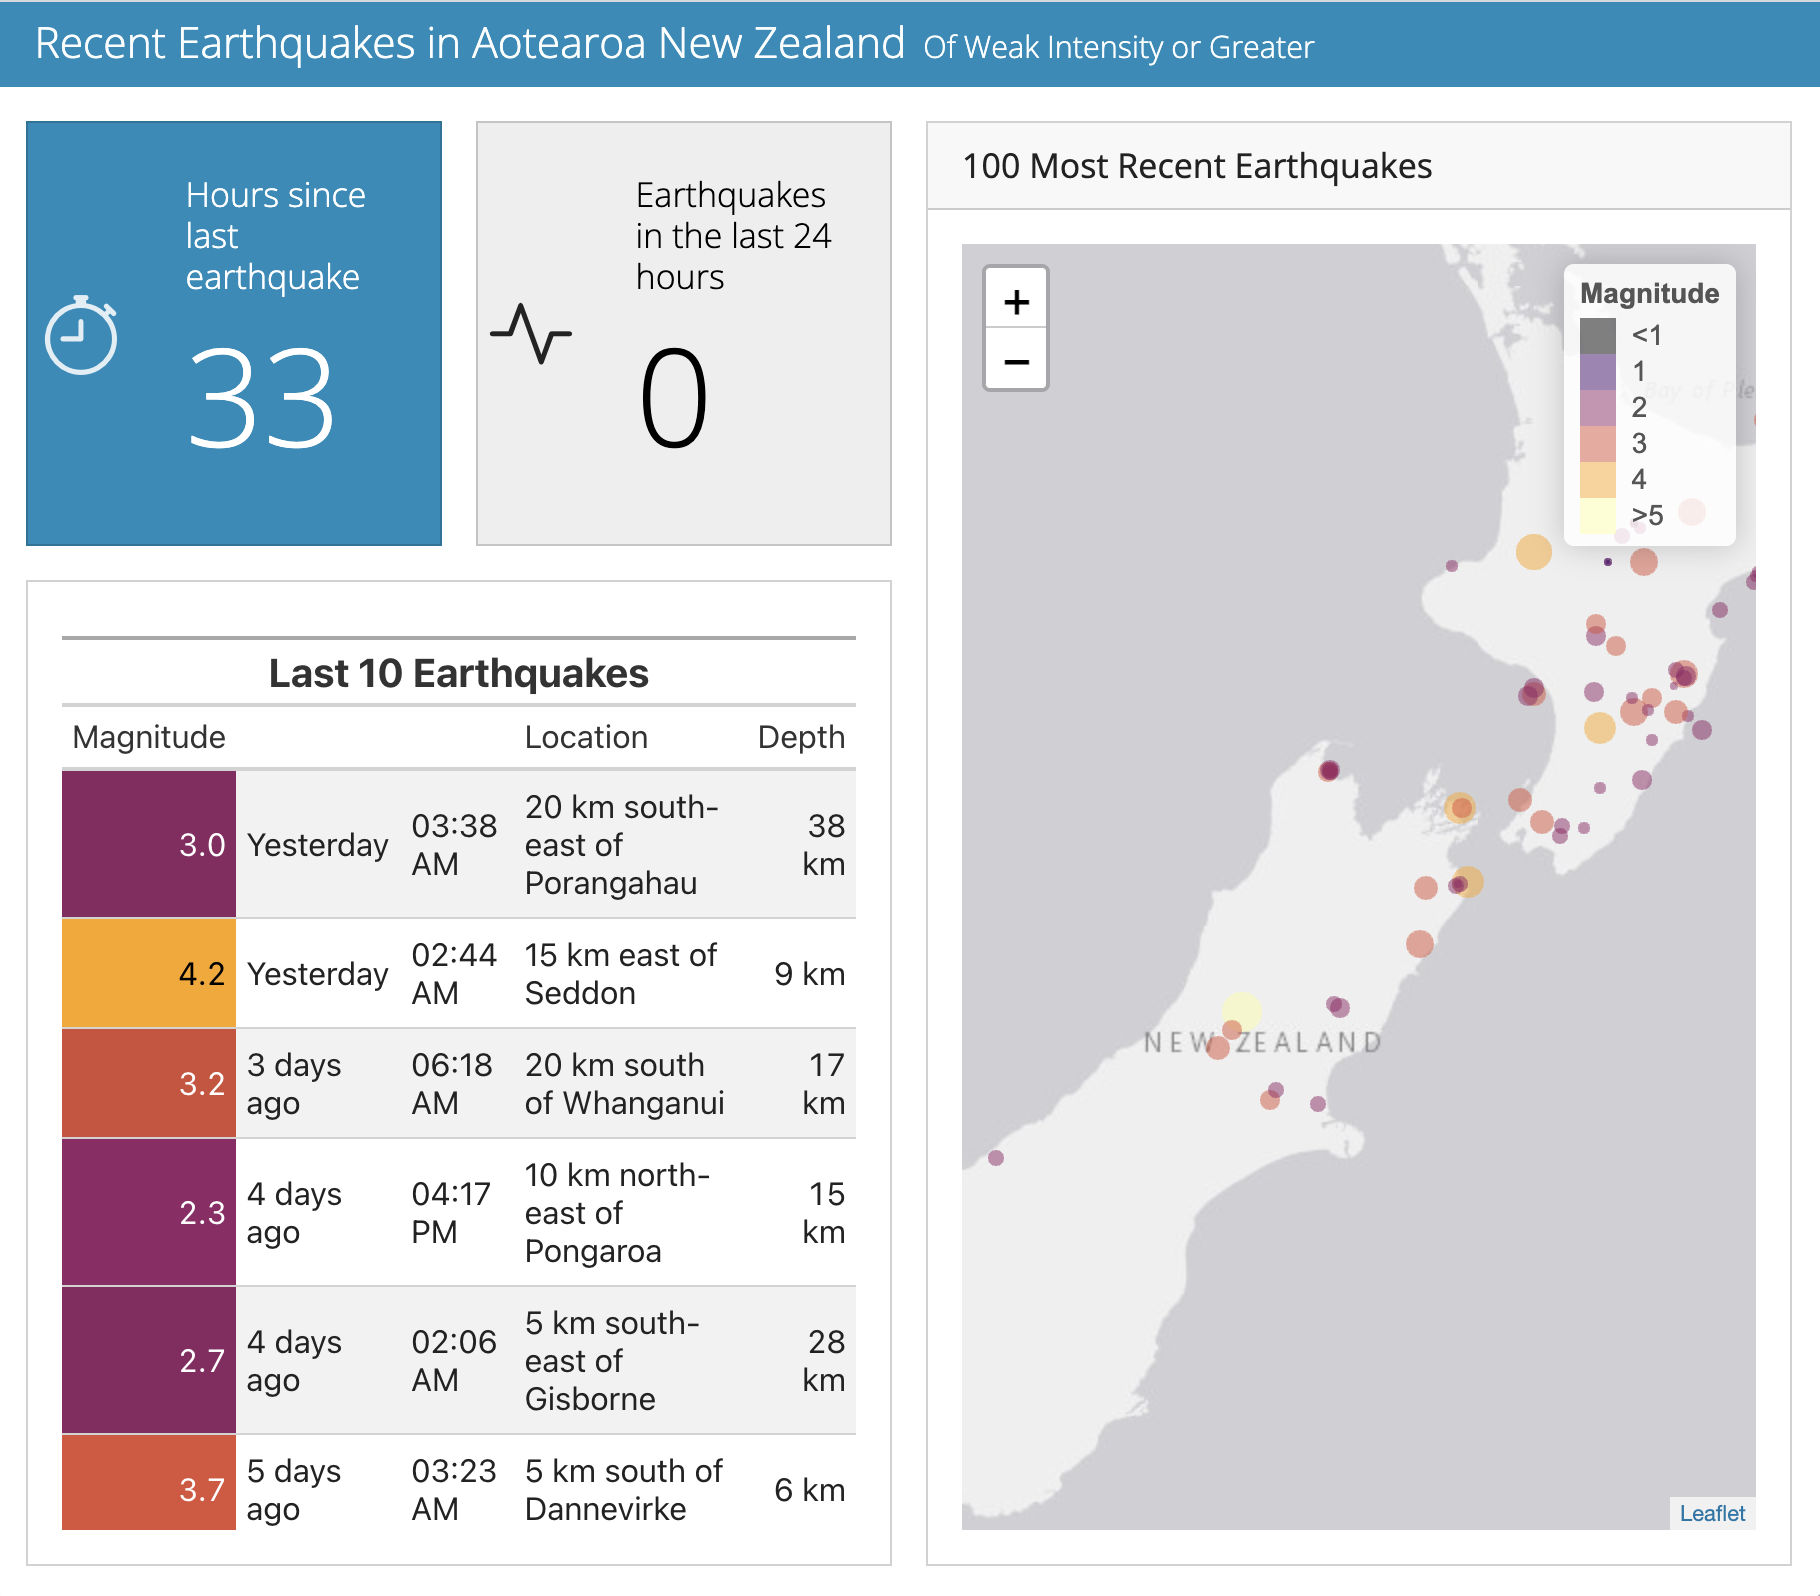 Recent Earthquakes in Aotearoa New Zealand Of Weak Intensity or Greater
Hours since
last
earthquake
33
Earthquakes
in the last 24
hours
0
Last 10 Earthquakes
Magnitude Location Depth
3.0 Yesterday 03:38 AM 20 km south-east of Porangahau 38 km
4.2 Yesterday 02:44 AM 15 km east of Seddon 9 km
3.2 3 days ago 06:18 AM 20 km south of Whanganui 17 km
2.3 4 days ago 04:17 PM 10 km north-east of Pongaroa 15 km
2.7 4 days ago 02:06 AM 5 km south-east of Gisborne 28 km
3.7 5 days ago 03:23 AM 5 km south of Dannevirke 6 km
100 Most Recent Earthquakes
+
−
Magnitude
<1
1
2
3
4
>5
Bay of Ple
NEW ZEALAND
Leaflet